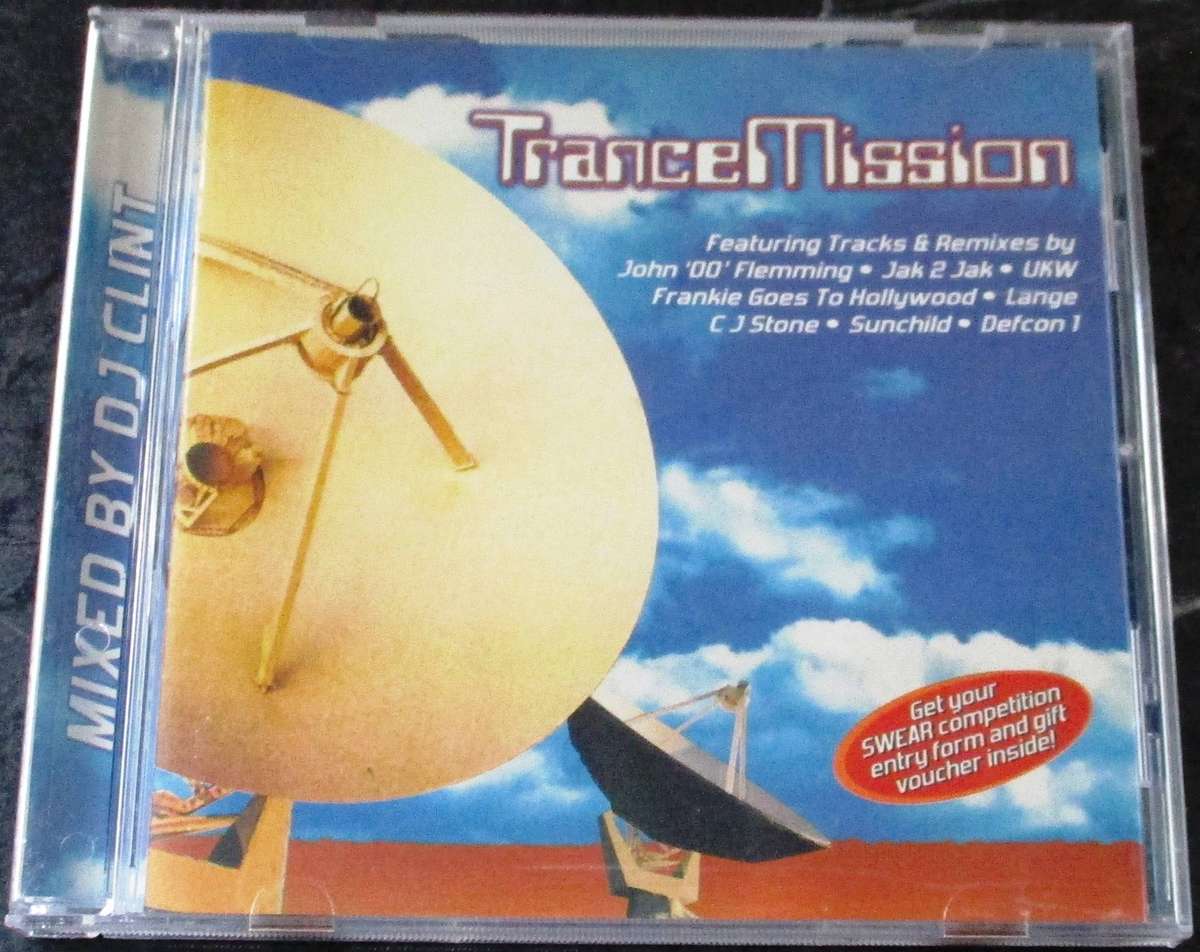 MIXED BY DJ CLINT
TranceMission
Featuring Tracks & Remixes by
John '00' Flemming • Jak 2 Jak • UKW
Frankie Goes To Hollywood • Lange
C J Stone • Sunchild • Defcon 1
Get your
SWEAR competition
entry form and gift
voucher inside!